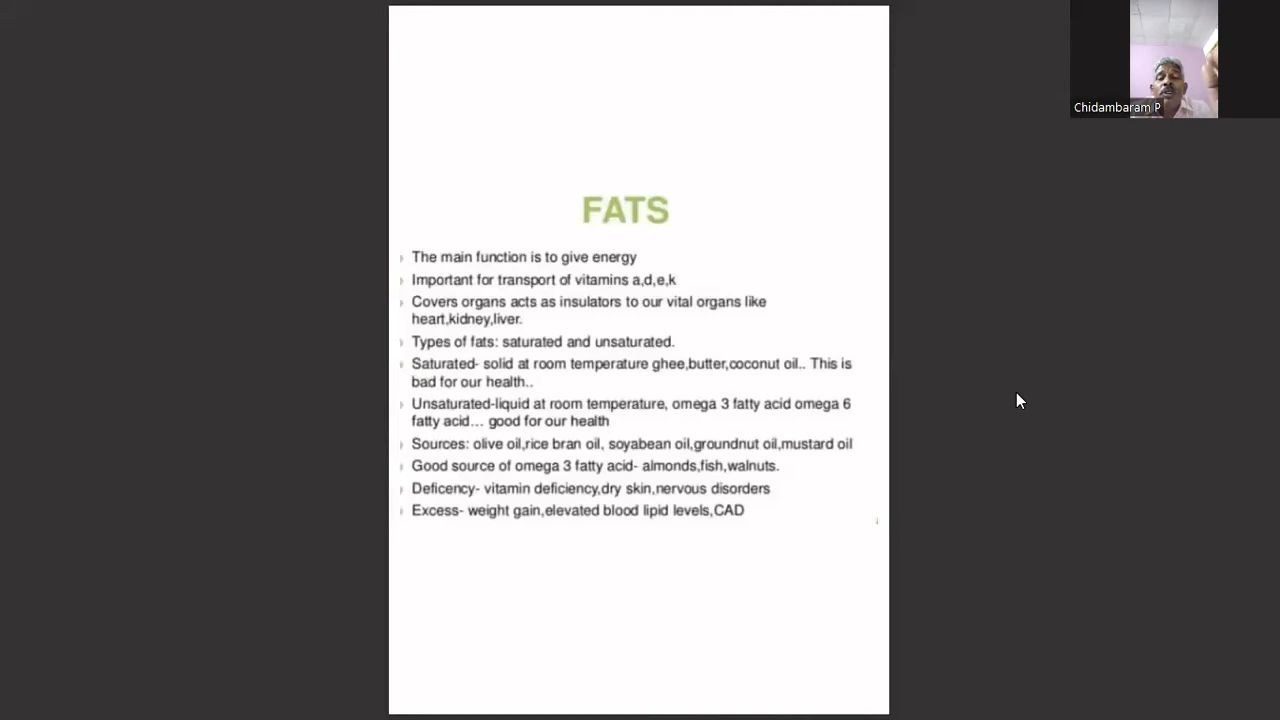 FATS
The main function is to give energy
Important for transport of vitamins a,d,e,k
Covers organs acts as insulators to our vital organs like
heart,kidney,liver.
Types of fats: saturated and unsaturated.
Saturated- solid at room temperature ghee,butter,coconut oil.. This is
bad for our health..
Unsaturated-liquid at room temperature, omega 3 fatty acid omega 6
fatty acid... good for our health
Sources: olive oil,rice bran oil, soyabean oil,groundnut oil,mustard oil
Good source of omega 3 fatty acid- almonds,fish,walnuts.
Deficency- vitamin deficiency,dry skin,nervous disorders
Excess- weight gain,elevated blood lipid levels,CAD
Chidambaram P